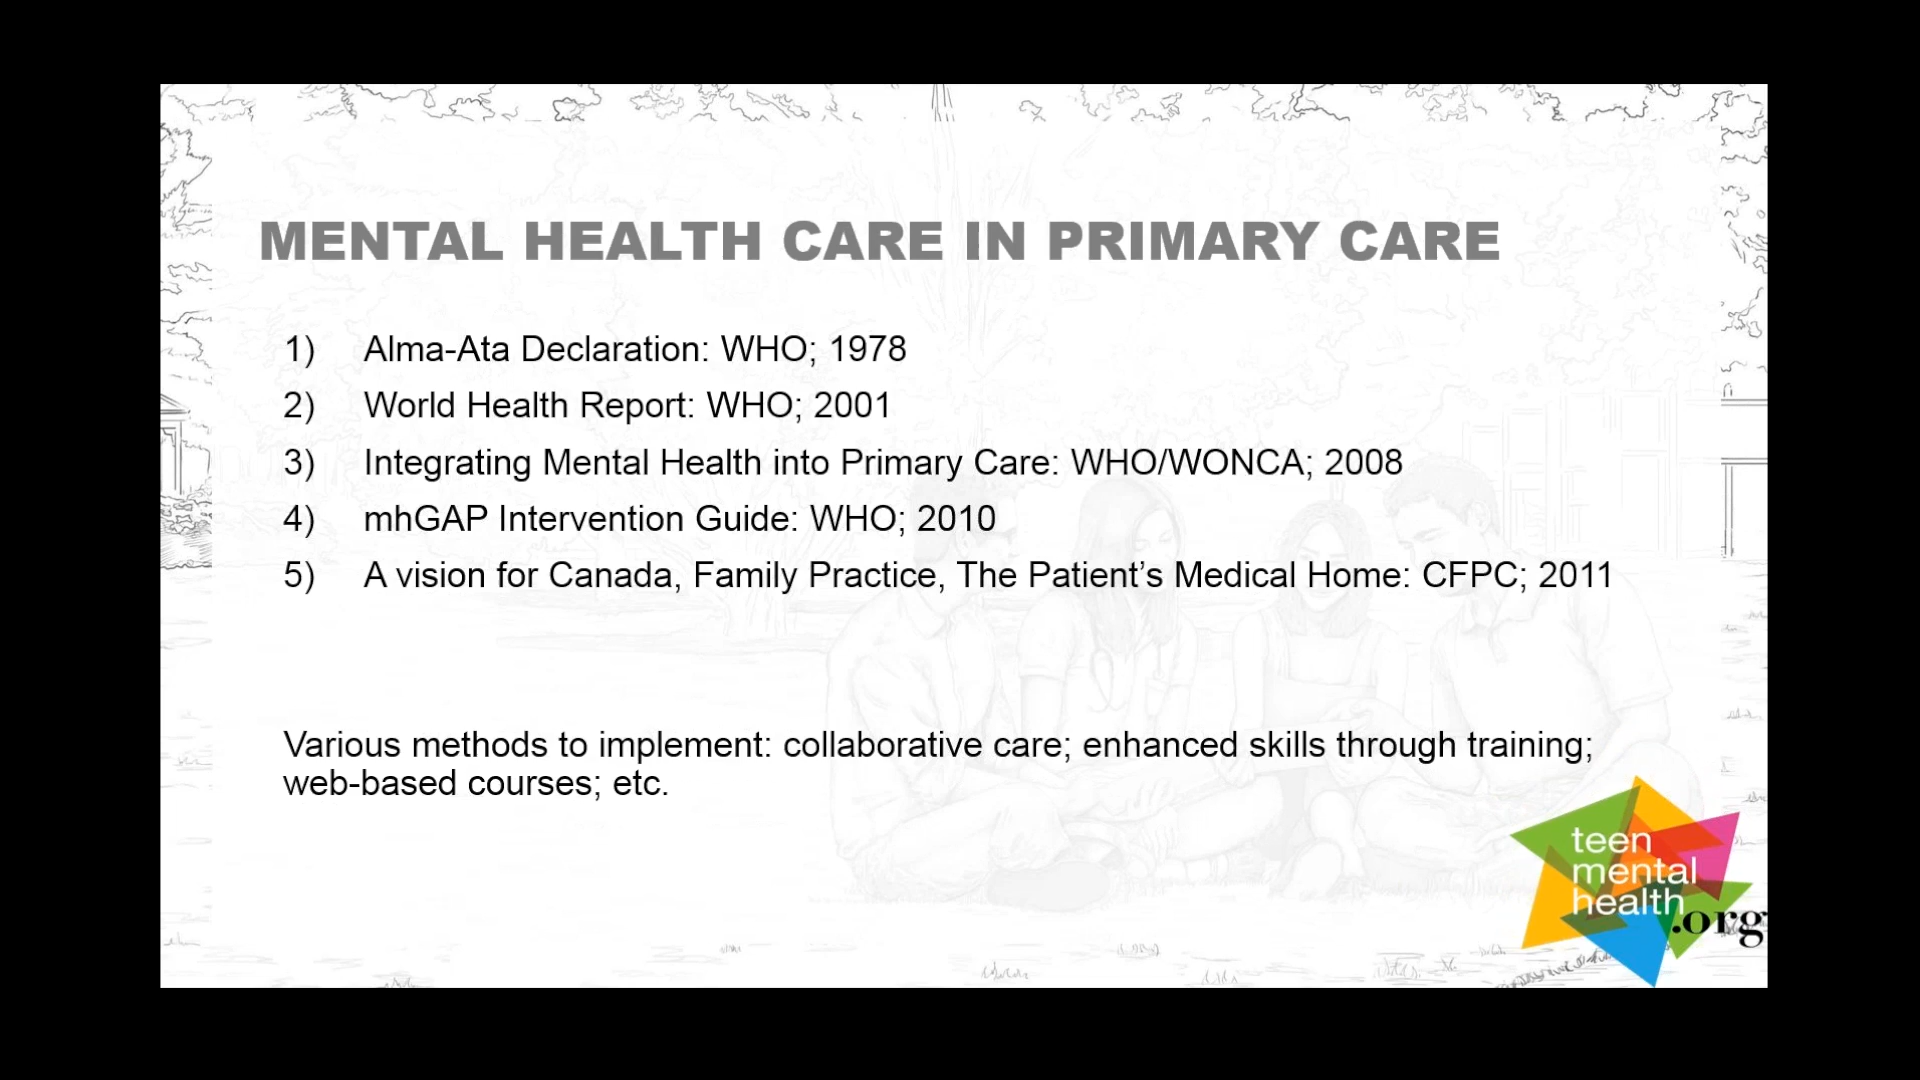 MENTAL HEALTH CARE IN PRIMARY CARE
1) Alma-Ata Declaration: WHO; 1978
2) World Health Report: WHO; 2001
3) Integrating Mental Health into Primary Care: WHO/WONCA; 2008
4) mhGAP Intervention Guide: WHO; 2010
5) A vision for Canada, Family Practice, The Patient’s Medical Home: CFPC; 2011
Various methods to implement: collaborative care; enhanced skills through training;
web-based courses; etc.
teen
mental
health
.org